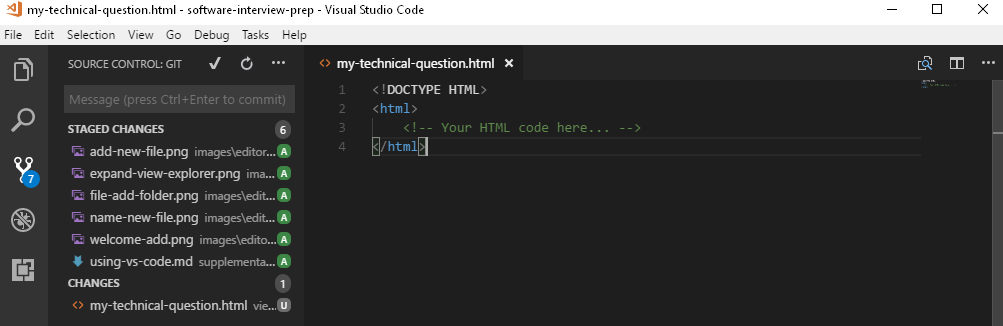 my-technical-question.html - software-interview-prep - Visual Studio Code
File Edit Selection View Go Debug Tasks Help
SOURCE CONTROL: GIT
Message (press Ctrl+Enter to commit)
STAGED CHANGES 6
add-new-file.png images\editor... A
expand-view-explorer.png imag... A
file-add-folder.png images\edit... A
name-new-file.png images\edi... A
welcome-add.png images\edito... A
using-vs-code.md supplementa... A
CHANGES 1
my-technical-question.html vie... U
7
my-technical-question.html
1 <!DOCTYPE HTML>
2 <html>
3 <!-- Your HTML code here... -->
4 </html>